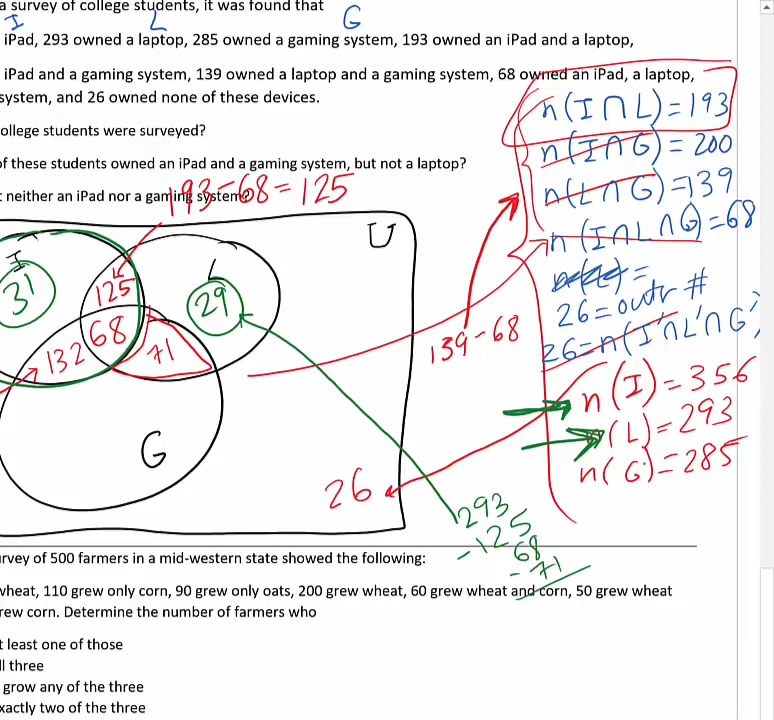 a survey of college students, it was found that
I L G
iPad, 293 owned a laptop, 285 owned a gaming system, 193 owned an iPad and a laptop,
iPad and a gaming system, 139 owned a laptop and a gaming system, 68 owned an iPad, a laptop,
system, and 26 owned none of these devices.
n(I∩L)=193
ollege students were surveyed?
n(I∩G)=200
of these students owned an iPad and a gaming system, but not a laptop?
n(L∩G)=139
neither an iPad nor a gaming system?
193-68=125
n(I∩L∩G)=68
U
I
L
31
125
29
26=outr #
68
132
71
139-68
26=n(I'∩L'∩G')
n(I)=356
n(L)=293
G
n(G)=285
26
293
-125
68
-71
rvey of 500 farmers in a mid-western state showed the following:
wheat, 110 grew only corn, 90 grew only oats, 200 grew wheat, 60 grew wheat and corn, 50 grew wheat
rew corn. Determine the number of farmers who
t least one of those
ll three
grow any of the three
xactly two of the three